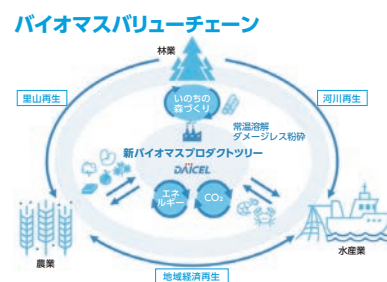 バイオマスバリューチェーン
林業
里山再生
いのちの
森づくり
河川再生
常温溶解
ダメージレス粉砕
新バイオマスプロダクトツリー
DAICEL
エネ
ルギー
CO₂
農業
水産業
地域経済再生